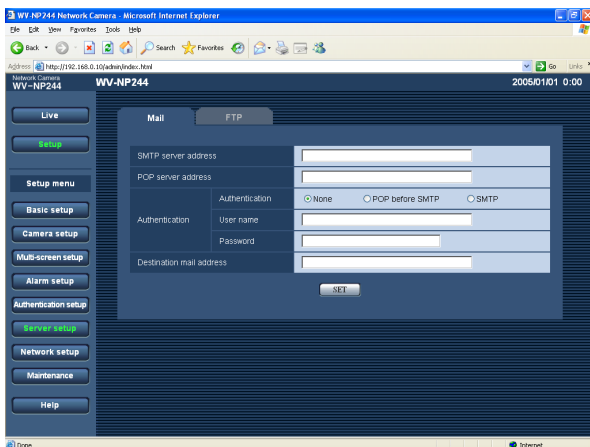 WV-NP244 Network Camera - Microsoft Internet Explorer
File Edit View Favorites Tools Help
Back Search Favorites
Address http://192.168.0.10/admin/index.html Go Links
Network Camera
WV-NP244
WV-NP244
2005/01/01 0:00
Live
Setup
Setup menu
Basic setup
Camera setup
Multi-screen setup
Alarm setup
Authentication setup
Server setup
Network setup
Maintenance
Help
Mail FTP
SMTP server address
POP server address
Authentication
Authentication None POP before SMTP SMTP
User name
Password
Destination mail address
SET
Done Internet